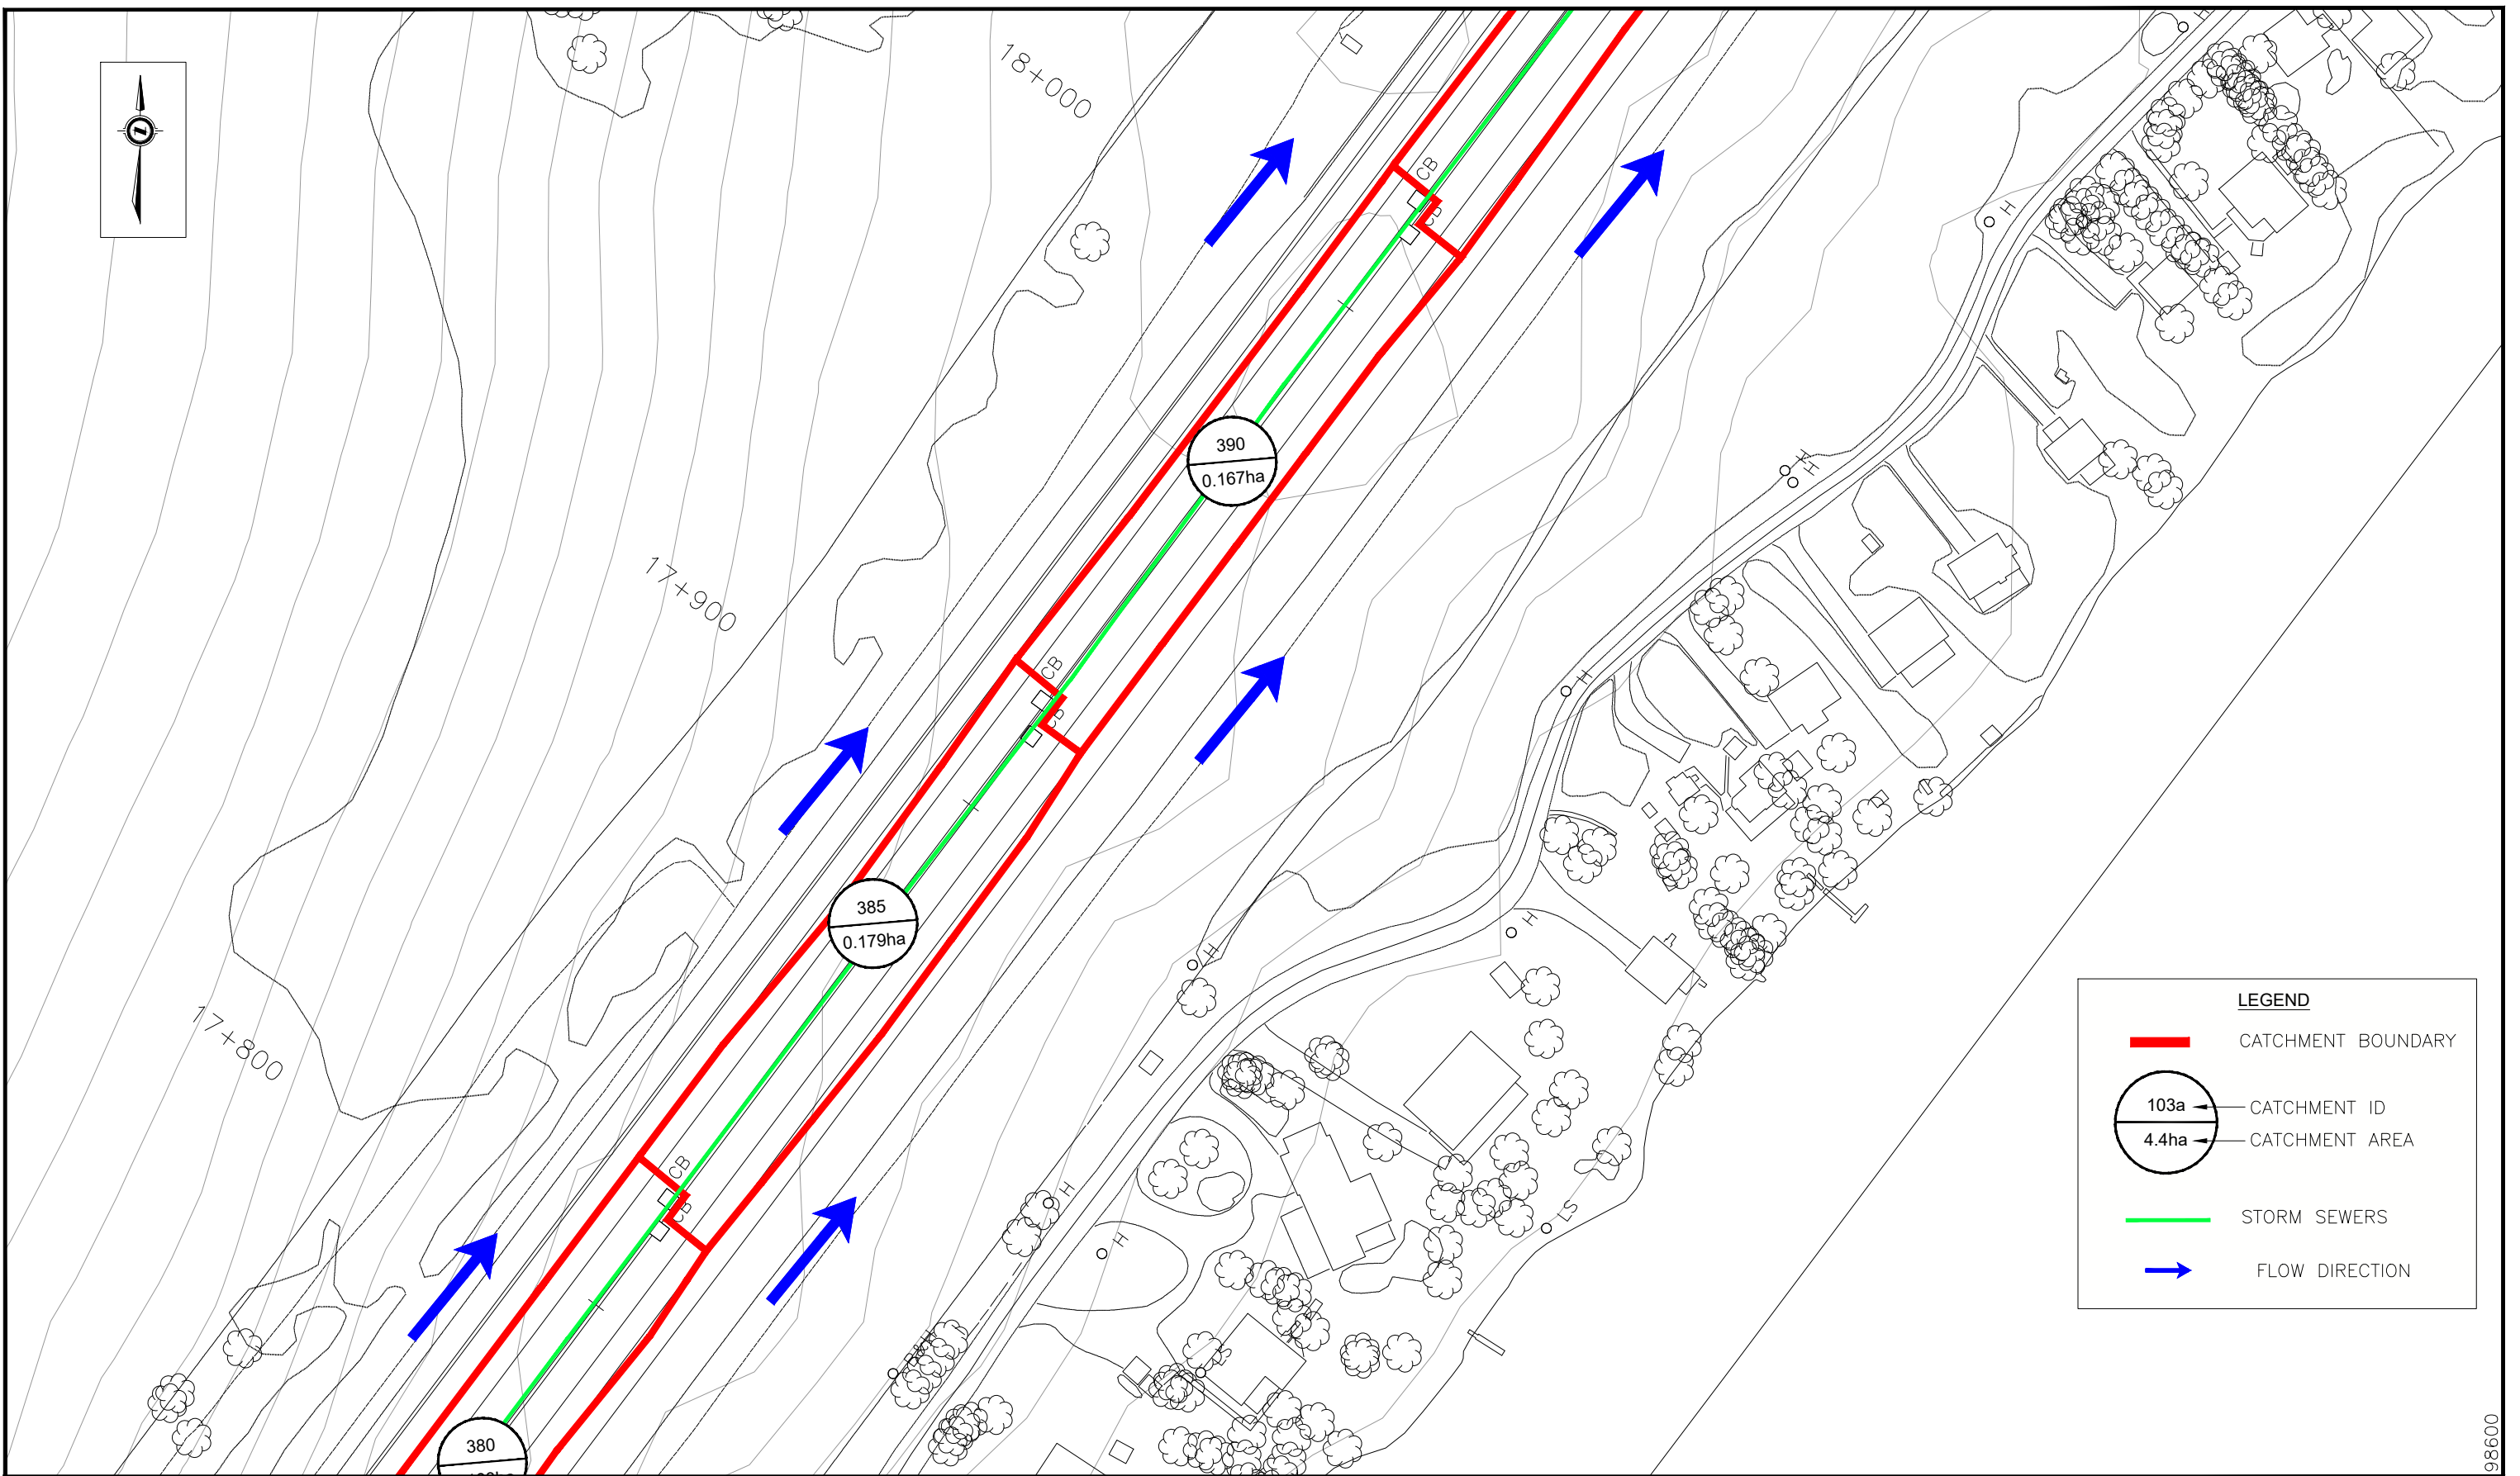 18+000
CB
H
390
0.167ha
17+900
H
H
CB
CB
H
385
0.179ha
H
H
17+800
CB
CB
H
H
LS
LS
380
LEGEND
CATCHMENT BOUNDARY
103a
CATCHMENT ID
4.4ha
CATCHMENT AREA
STORM SEWERS
FLOW DIRECTION
98600